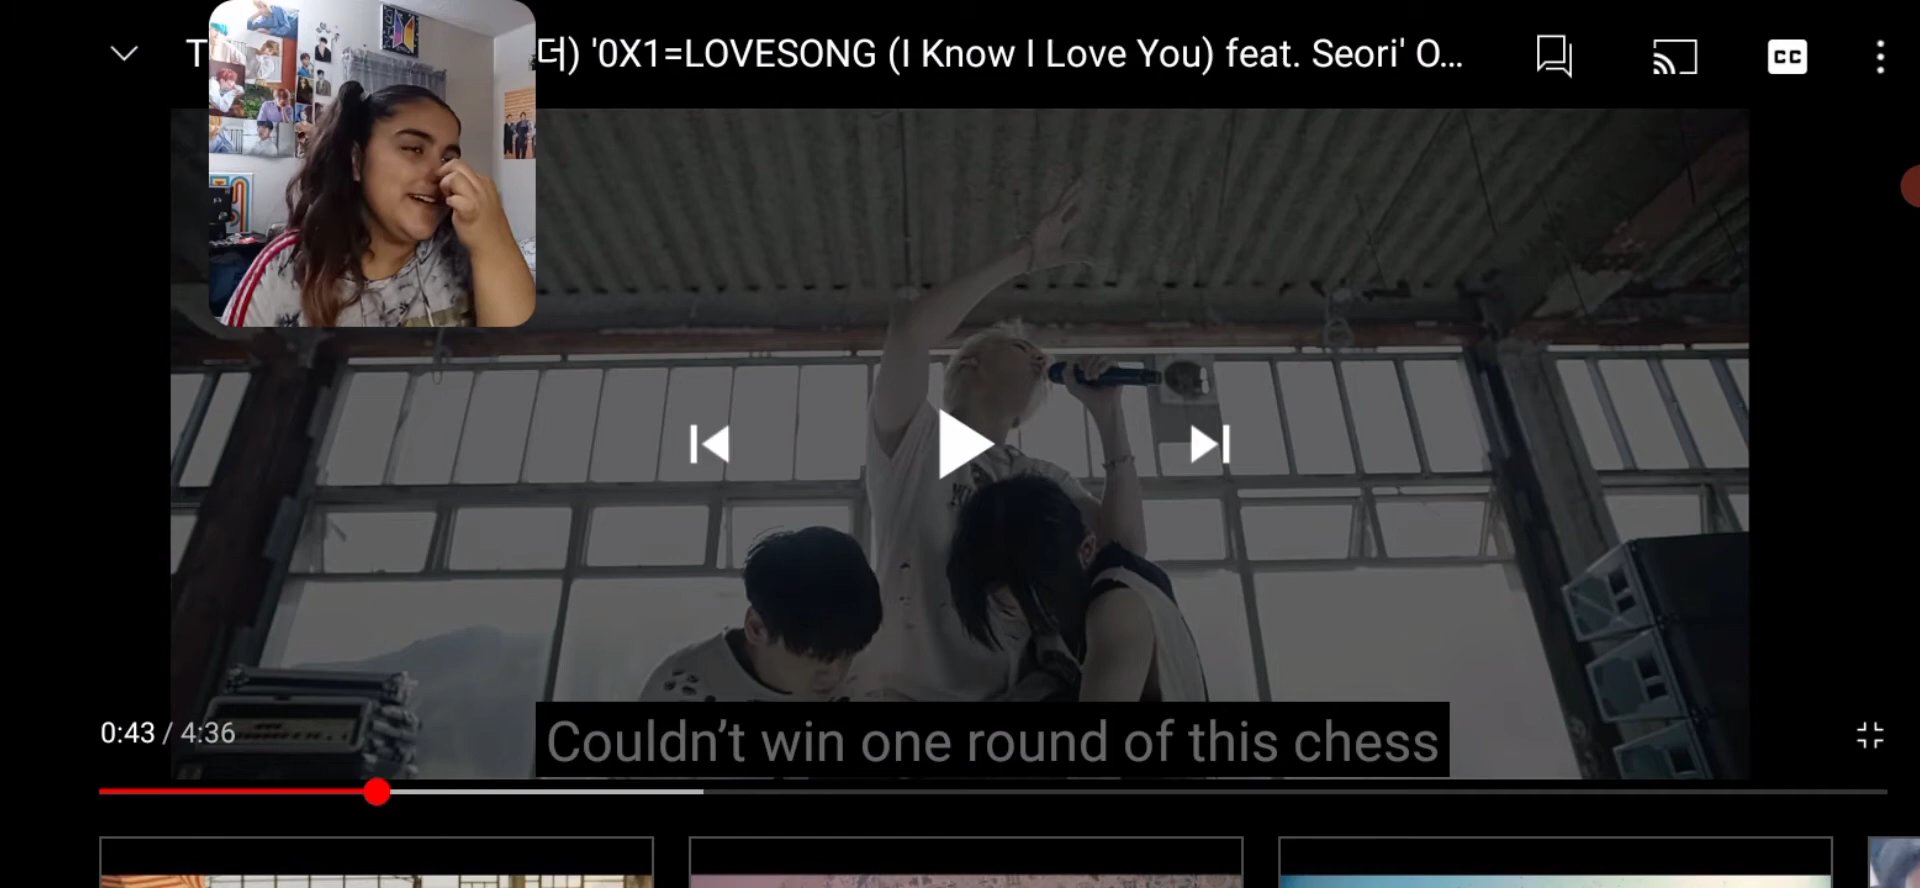 T 더) '0X1=LOVESONG (I Know I Love You) feat. Seori' O...
CC
0:43 / 4:36
Couldn't win one round of this chess